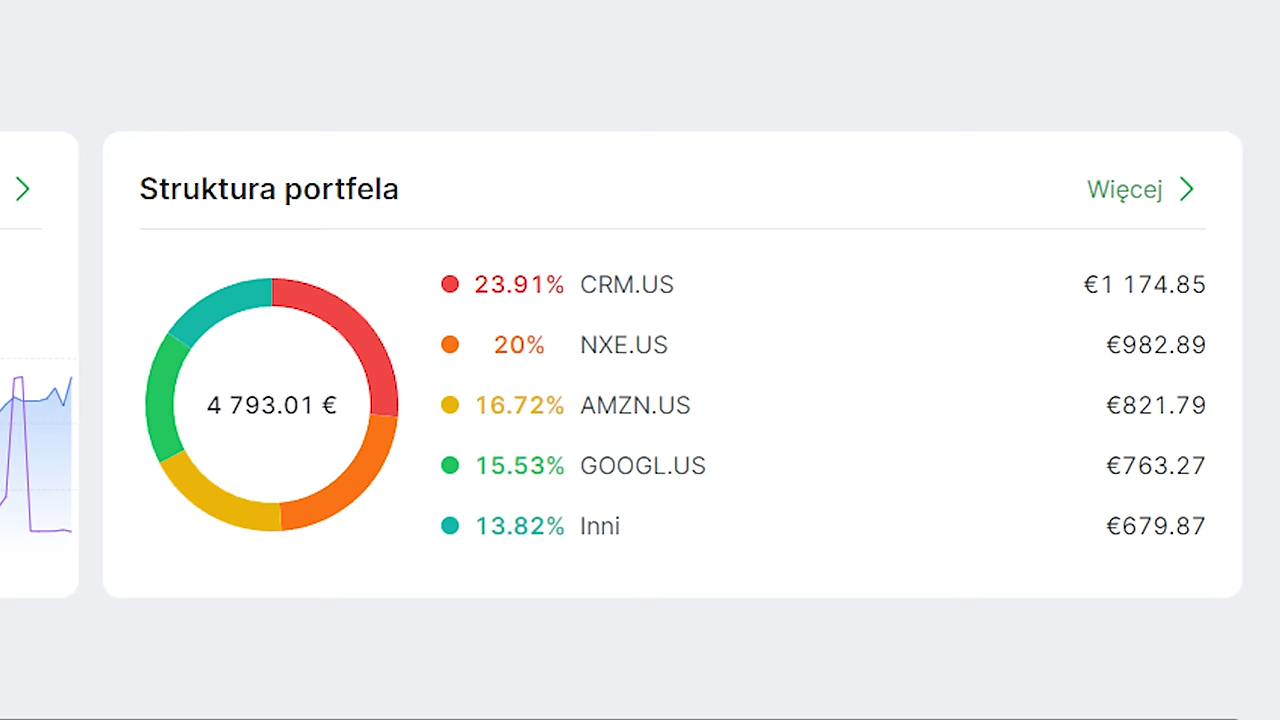 Struktura portfela
Więcej
4 793.01 €
23.91% CRM.US €1 174.85
20% NXE.US €982.89
16.72% AMZN.US €821.79
15.53% GOOGL.US €763.27
13.82% Inni €679.87